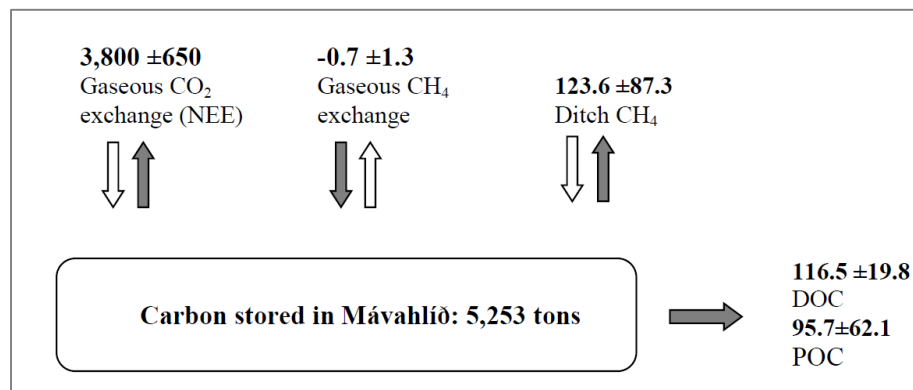 3,800 ±650
Gaseous CO₂
exchange (NEE)
-0.7 ±1.3
Gaseous CH₄
exchange
123.6 ±87.3
Ditch CH₄
Carbon stored in Mávahlíð: 5,253 tons
116.5 ±19.8
DOC
95.7±62.1
POC